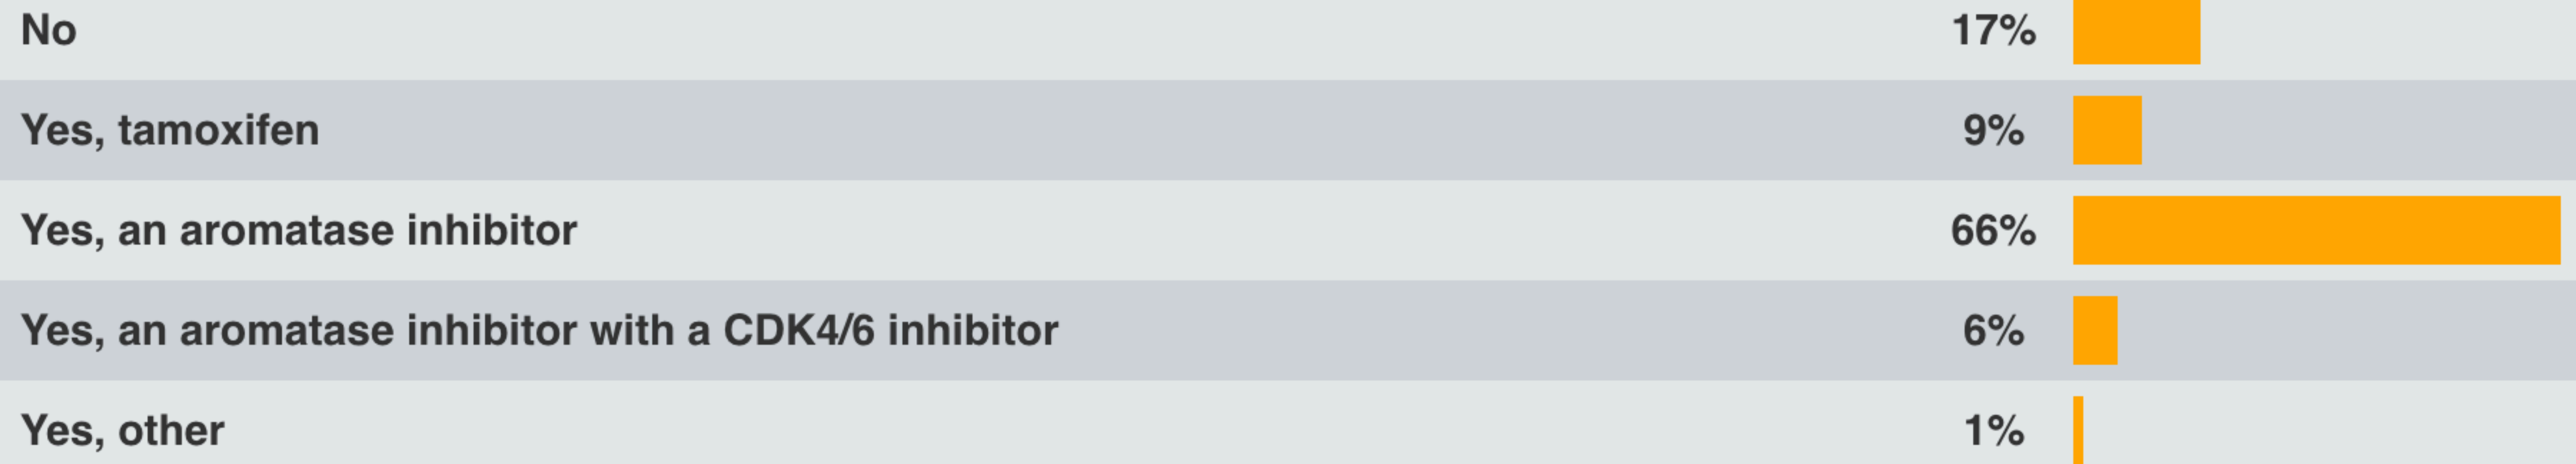 No 17%
Yes, tamoxifen 9%
Yes, an aromatase inhibitor 66%
Yes, an aromatase inhibitor with a CDK4/6 inhibitor 6%
Yes, other 1%